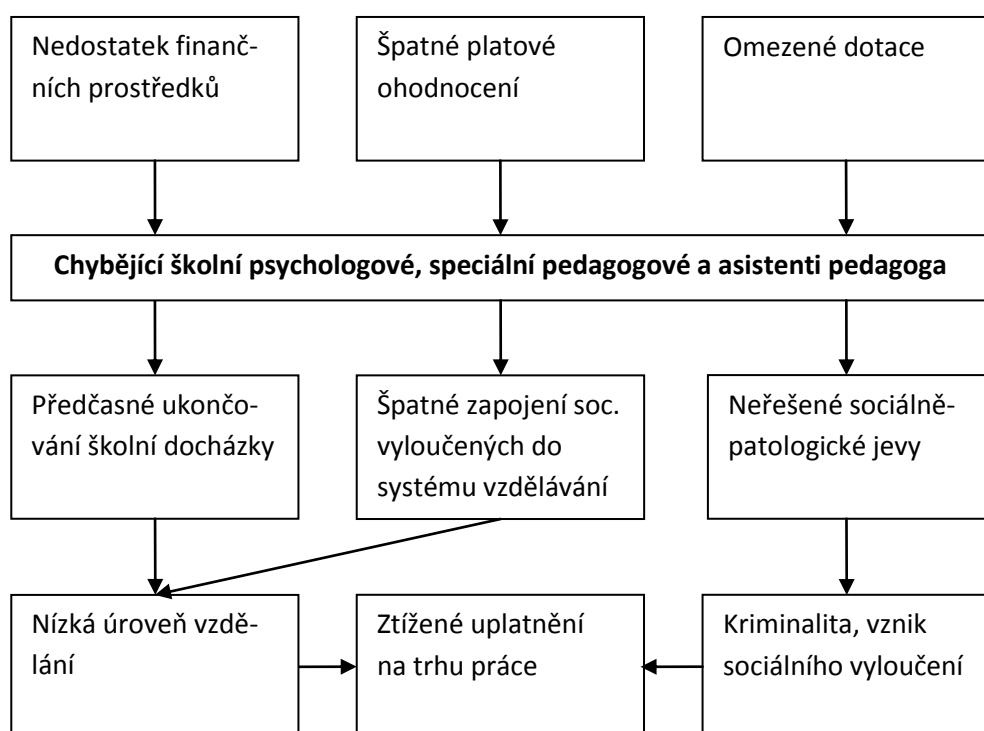 Nedostatek finanč-
ních prostředků
Špatné platové
ohodnocení
Omezené dotace
Chybějící školní psychologové, speciální pedagogové a asistenti pedagoga
Předčasné ukončo-
vání školní docházky
Špatné zapojení soc.
vyloučených do
systému vzdělávání
Neřešené sociálně-
patologické jevy
Nízká úroveň vzdě-
lání
Ztížené uplatnění
na trhu práce
Kriminalita, vznik
sociálního vyloučení